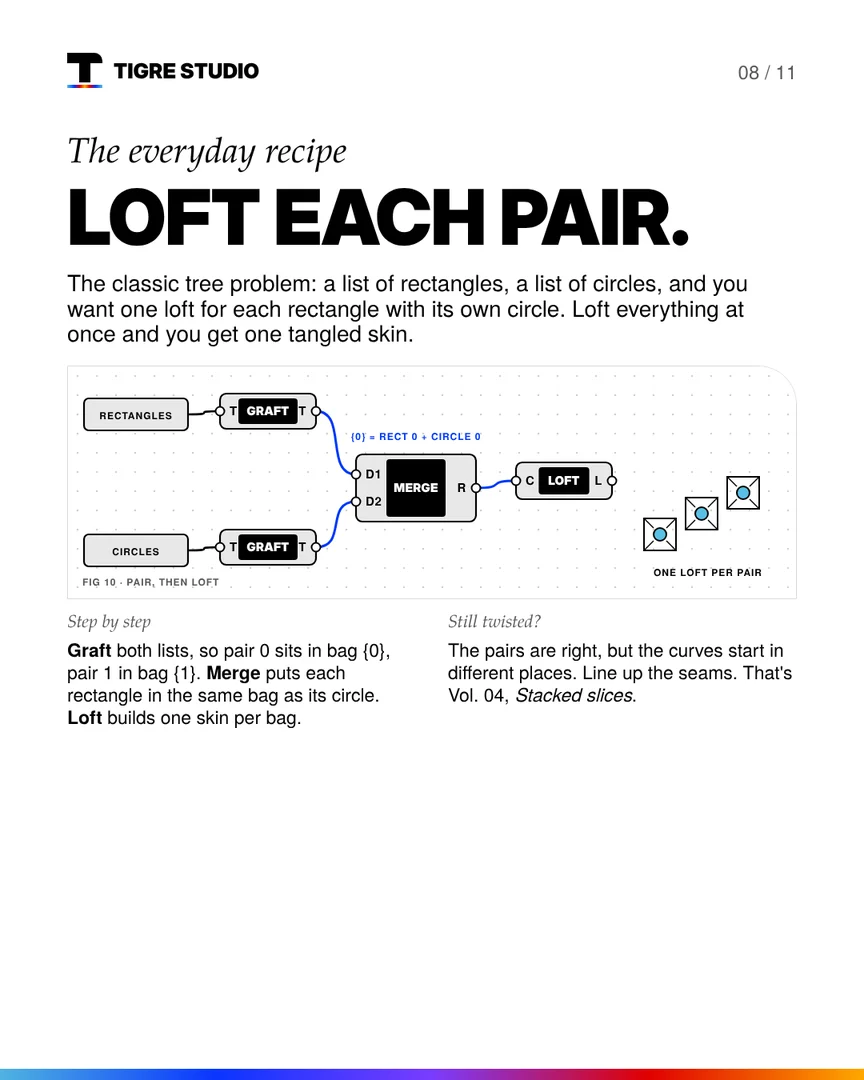 TIGRE STUDIO
08 / 11
The everyday recipe
LOFT EACH PAIR.
The classic tree problem: a list of rectangles, a list of circles, and you
want one loft for each rectangle with its own circle. Loft everything at
once and you get one tangled skin.
RECTANGLES
T GRAFT T
{0} = RECT 0 + CIRCLE 0
D1
D2
MERGE
R
C LOFT L
CIRCLES
T GRAFT T
ONE LOFT PER PAIR
FIG 10 · PAIR, THEN LOFT
Step by step
Graft both lists, so pair 0 sits in bag {0},
pair 1 in bag {1}. Merge puts each
rectangle in the same bag as its circle.
Loft builds one skin per bag.
Still twisted?
The pairs are right, but the curves start in
different places. Line up the seams. That's
Vol. 04, Stacked slices.